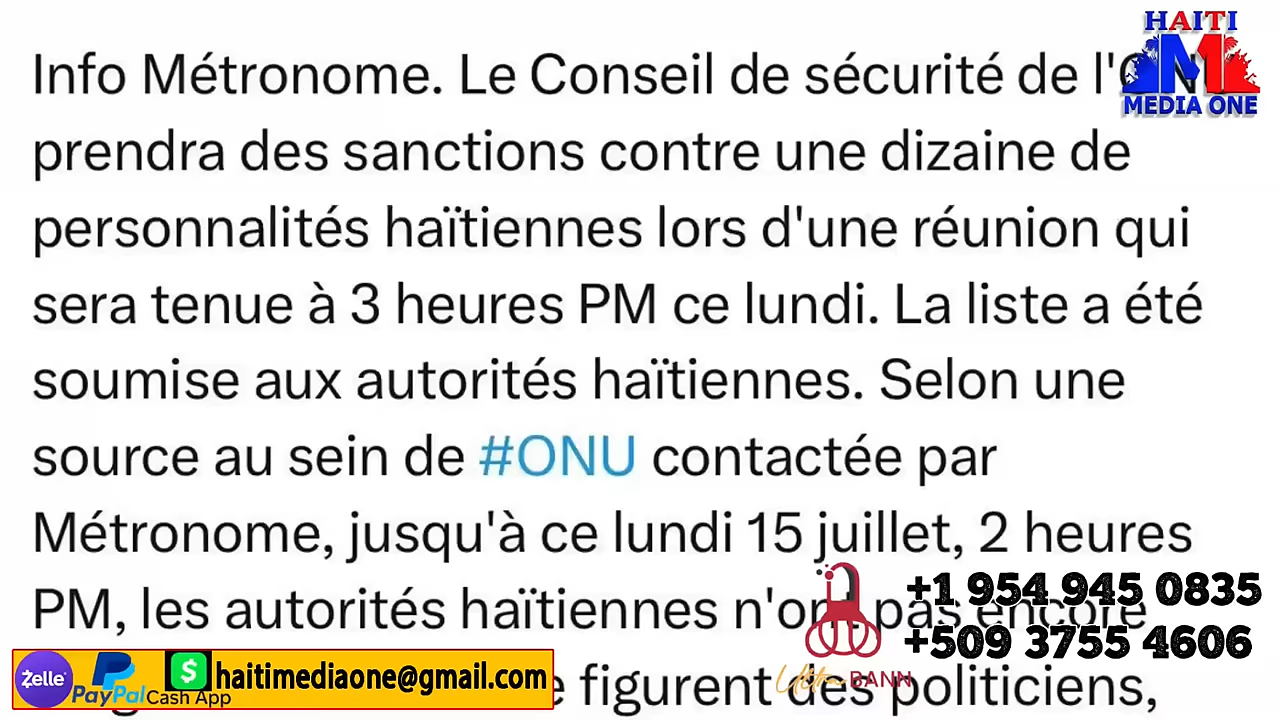 HAITI
MEDIA ONE
Info Métronome. Le Conseil de sécurité de
prendra des sanctions contre une dizaine de
personnalités haïtiennes lors d'une réunion qui
sera tenue à 3 heures PM ce lundi. La liste a été
soumise aux autorités haïtiennes. Selon une
source au sein de #ONU contactée par
Métronome, jusqu'à ce lundi 15 juillet, 2 heures
PM, les autorités haïtiennes n'ont pas encore
figurent des politiciens,
+1 954 945 0835
+509 3755 4606
BANN
Zelle
PayPal
Cash App
haitimediaone@gmail.com